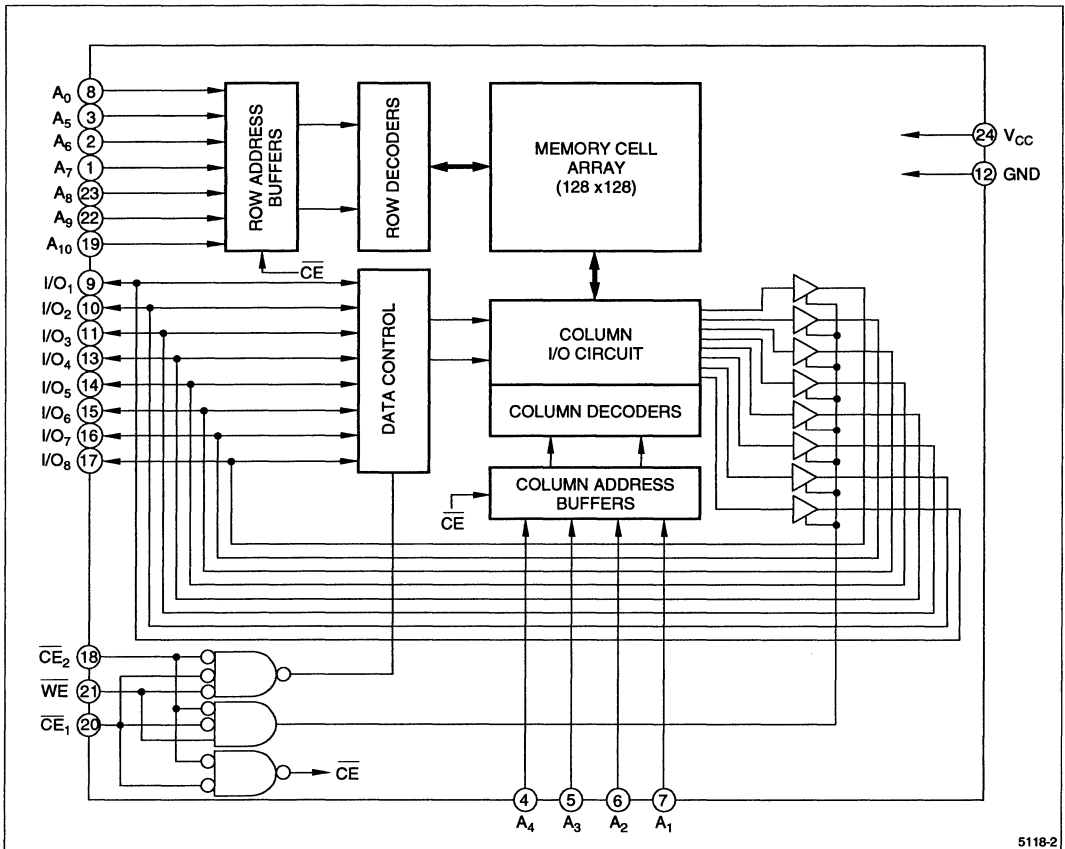 A0 8
A5 3
A6 2
A7 1
A8 23
A9 22
A10 19
I/O1 9
I/O2 10
I/O3 11
I/O4 13
I/O5 14
I/O6 15
I/O7 16
I/O8 17
ROW ADDRESS
BUFFERS
CE
ROW DECODERS
MEMORY CELL
ARRAY
(128 x128)
24 VCC
12 GND
DATA CONTROL
COLUMN
I/O CIRCUIT
COLUMN DECODERS
COLUMN ADDRESS
BUFFERS
CE
CE2 18
WE 21
CE1 20
CE
4 5 6 7
A4 A3 A2 A1
5118-2